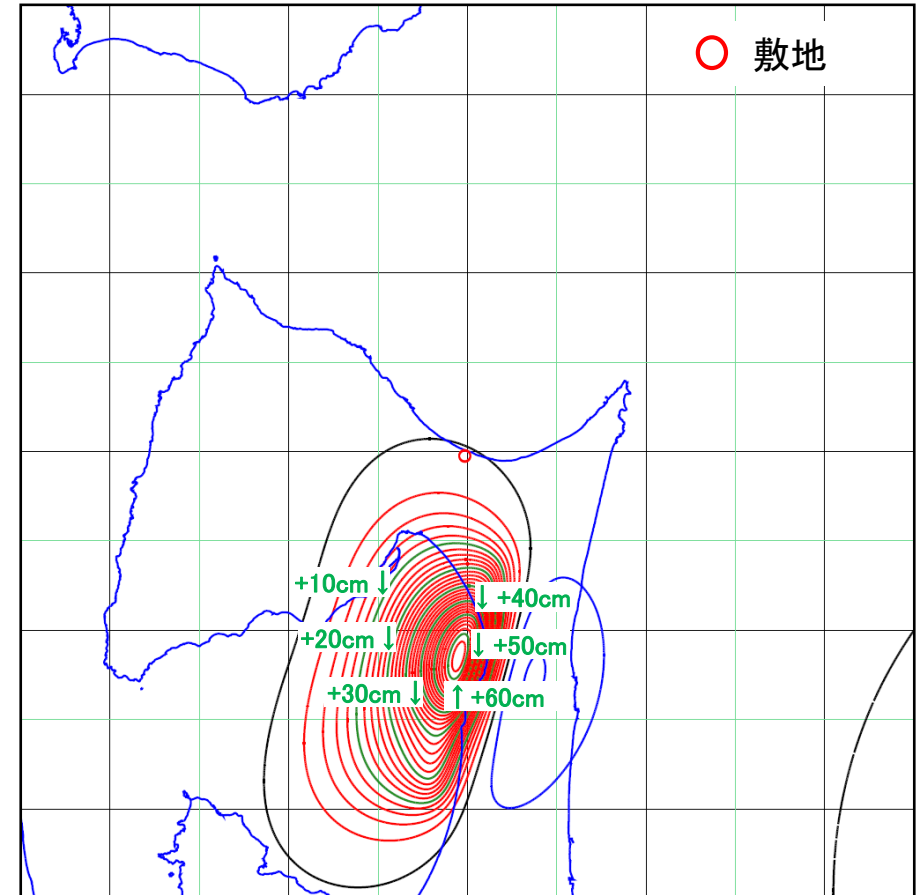 敷地
+10cm ↓
↓ +40cm
+20cm ↓
↓ +50cm
+30cm ↓
↑ +60cm